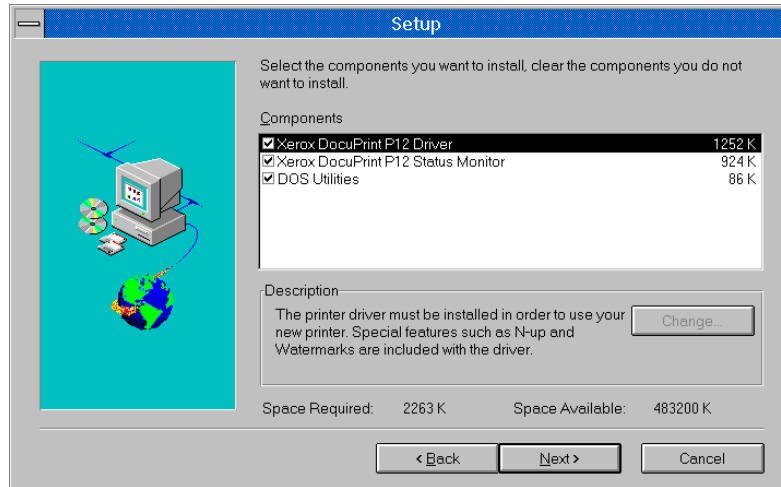 Setup
Select the components you want to install, clear the components you do not
want to install.
Components
Xerox DocuPrint P12 Driver 1252 K
Xerox DocuPrint P12 Status Monitor 924 K
DOS Utilities 86 K
Description
The printer driver must be installed in order to use your
new printer. Special features such as N-up and
Watermarks are included with the driver.
Change...
Space Required: 2263 K Space Available: 483200 K
< Back Next > Cancel